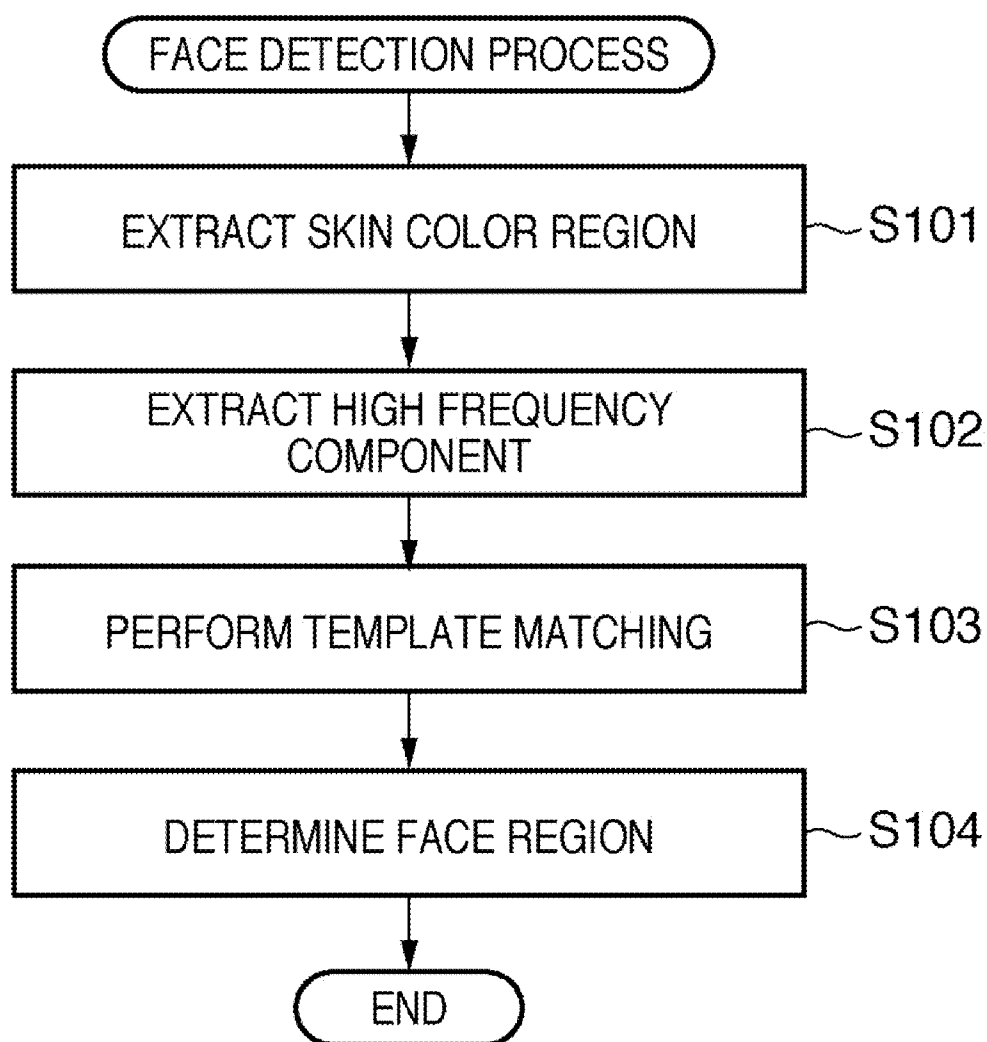 FACE DETECTION PROCESS
EXTRACT SKIN COLOR REGION
S101
EXTRACT HIGH FREQUENCY
COMPONENT
S102
PERFORM TEMPLATE MATCHING
S103
DETERMINE FACE REGION
S104
END